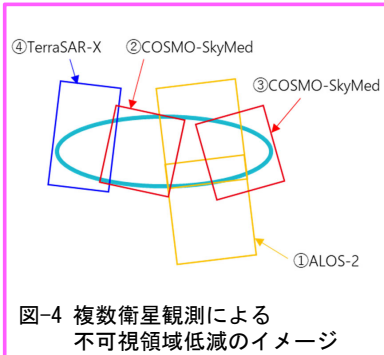 ④TerraSAR-X
②COSMO-SkyMed
③COSMO-SkyMed
①ALOS-2
図-4 複数衛星観測による
不可視領域低減のイメージ